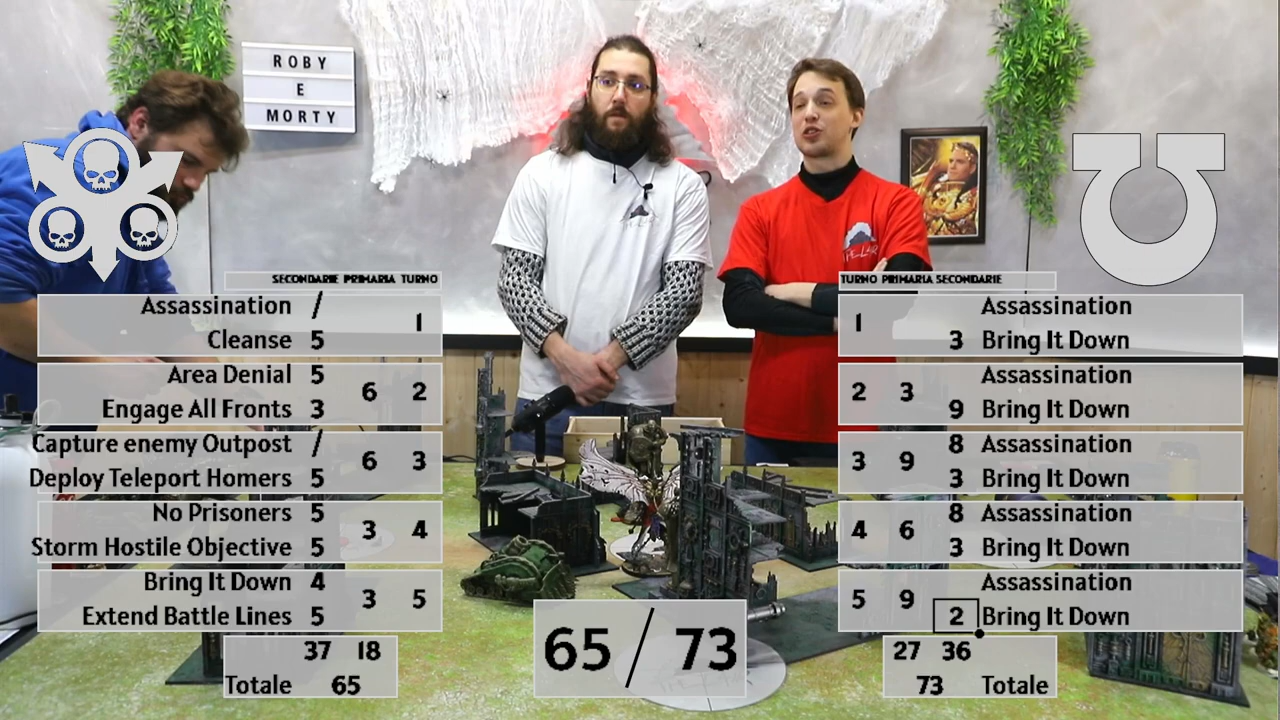 ROBY
E
MORTY
SECONDARIE PRIMARIA TURNO
Assassination /
1
Cleanse 5
Area Denial 5
6 2
Engage All Fronts 3
Capture enemy Outpost /
6 3
Deploy Teleport Homers 5
No Prisoners 5
3 4
Storm Hostile Objective 5
Bring It Down 4
3 5
Extend Battle Lines 5
37 18
Totale 65
65 / 73
TURNO PRIMARIA SECONDARIE
Assassination
1
3 Bring It Down
Assassination
2 3
9 Bring It Down
8 Assassination
3 9
3 Bring It Down
8 Assassination
4 6
3 Bring It Down
Assassination
5 9
2 Bring It Down
27 36
73 Totale